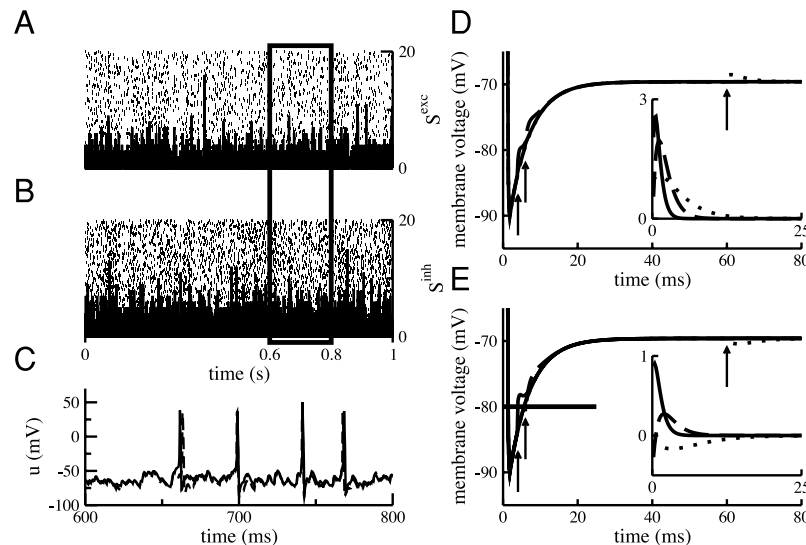 A
20
S^exc
0
B
20
S^inh
0
0
0.6
0.8
1
time (s)
C
u (mV)
50
0
-50
-100
600
700
800
time (ms)
D
membrane voltage (mV)
-70
-80
-90
3
0
0
25
0
20
40
60
80
time (ms)
E
membrane voltage (mV)
-70
-80
-90
1
0
0
25
0
20
40
60
80
time (ms)